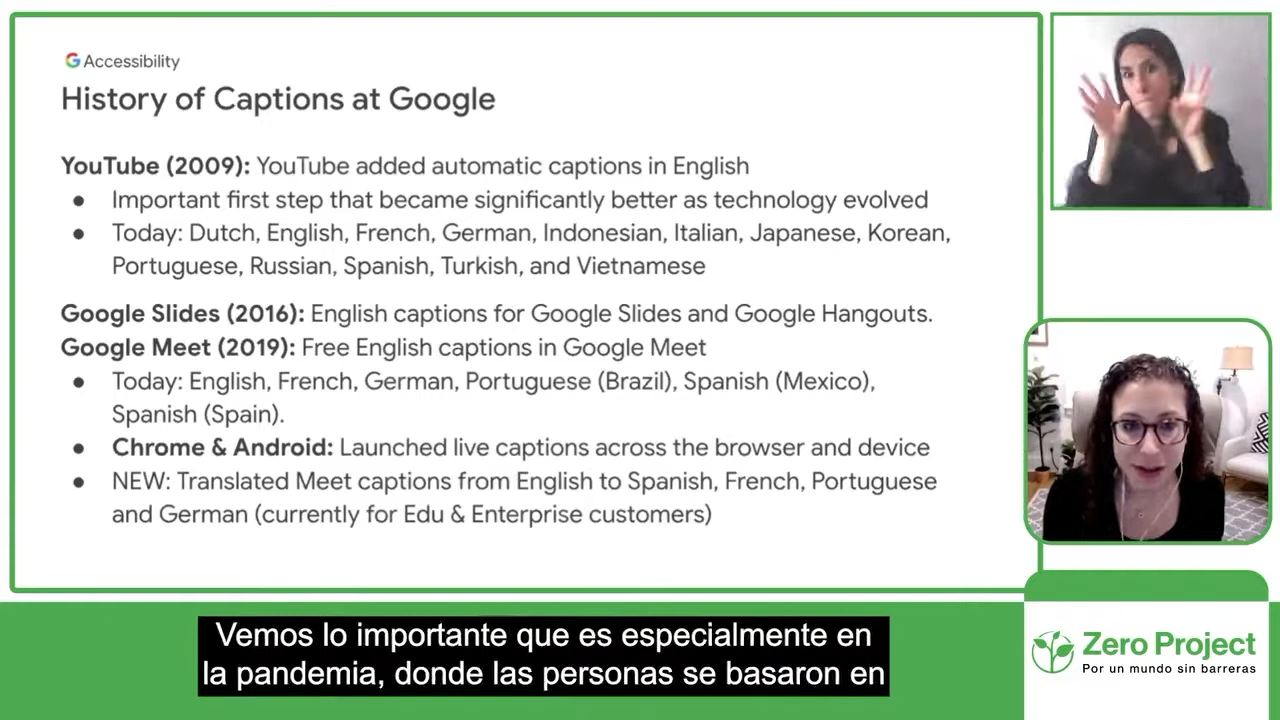 G Accessibility
History of Captions at Google
YouTube (2009): YouTube added automatic captions in English
● Important first step that became significantly better as technology evolved
● Today: Dutch, English, French, German, Indonesian, Italian, Japanese, Korean,
Portuguese, Russian, Spanish, Turkish, and Vietnamese
Google Slides (2016): English captions for Google Slides and Google Hangouts.
Google Meet (2019): Free English captions in Google Meet
● Today: English, French, German, Portuguese (Brazil), Spanish (Mexico),
Spanish (Spain).
● Chrome & Android: Launched live captions across the browser and device
● NEW: Translated Meet captions from English to Spanish, French, Portuguese
and German (currently for Edu & Enterprise customers)
Vemos lo importante que es especialmente en
la pandemia, donde las personas se basaron en
Zero Project
Por un mundo sin barreras